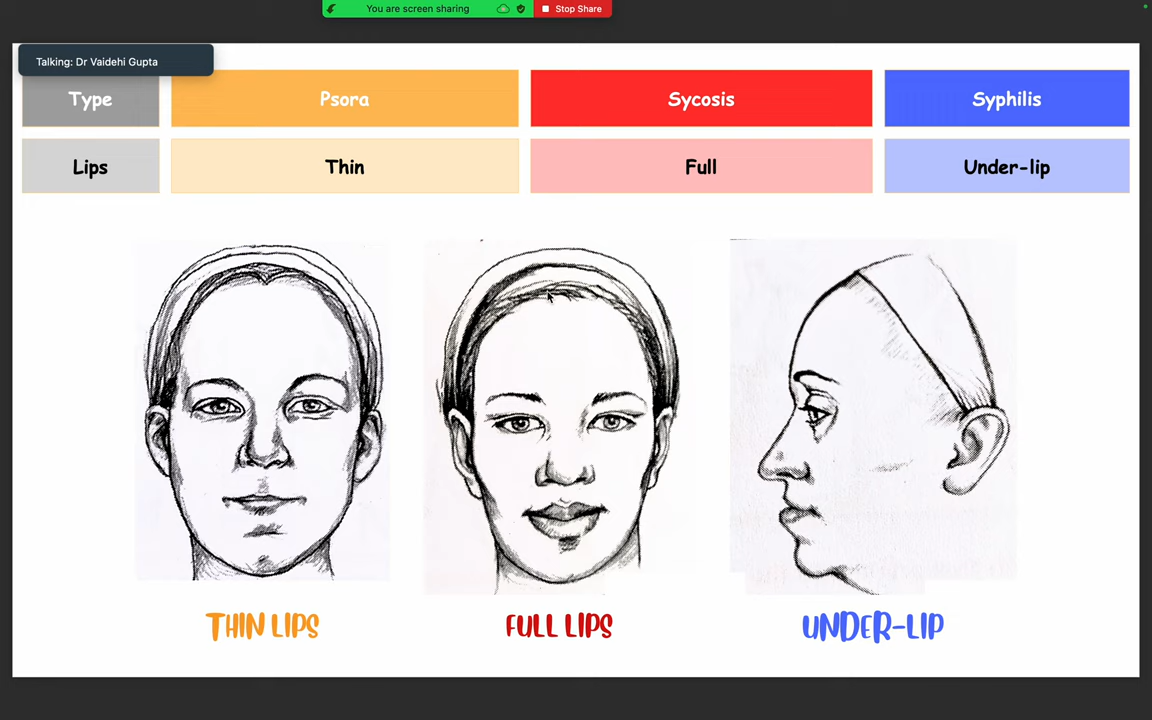 You are screen sharing
Stop Share
Talking: Dr Vaidehi Gupta
Type Psora Sycosis Syphilis
Lips Thin Full Under-lip
THIN LIPS FULL LIPS UNDER-LIP